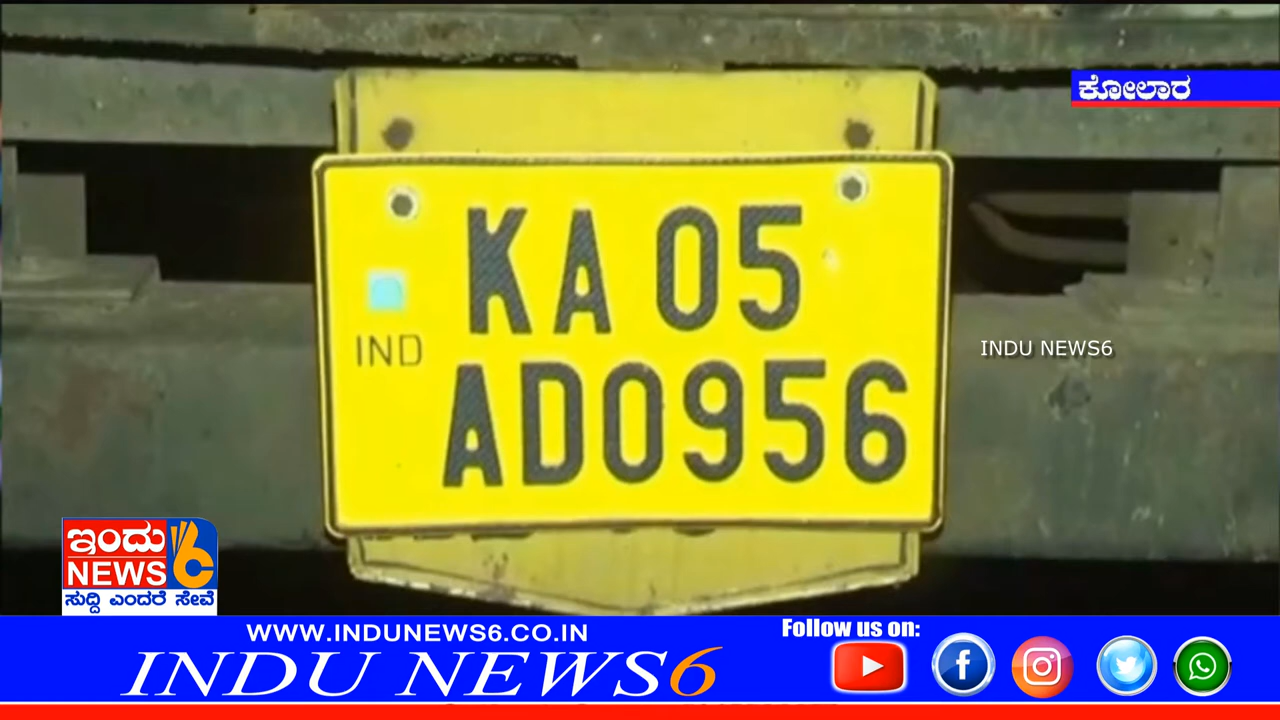 ಕೋಲಾರ
KA 05
IND
AD0956
INDU NEWS6
ಇಂದು
NEWS 6
ಸುದ್ದಿ ಎಂದರೆ ಸೇವೆ
WWW.INDUNEWS6.CO.IN
Follow us on:
INDU NEWS6